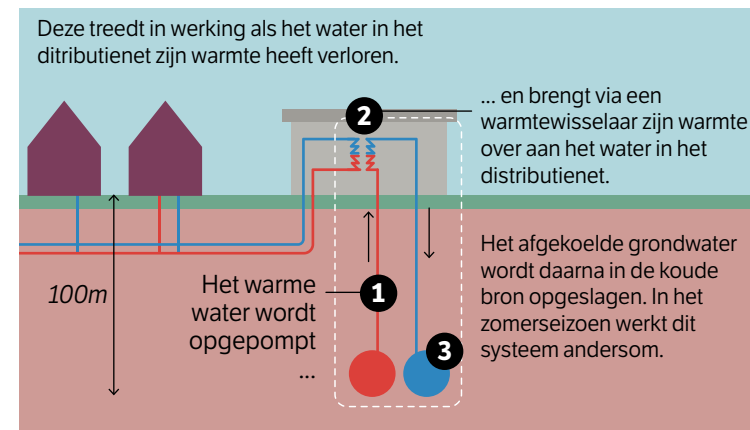 Deze treedt in werking als het water in het
ditributienet zijn warmte heeft verloren.
2
... en brengt via een
warmtewisselaar zijn warmte
over aan het water in het
distributienet.
100m
Het warme
water wordt
opgepompt
...
1
3
Het afgekoelde grondwater
wordt daarna in de koude
bron opgeslagen. In het
zomerseizoen werkt dit
systeem andersom.